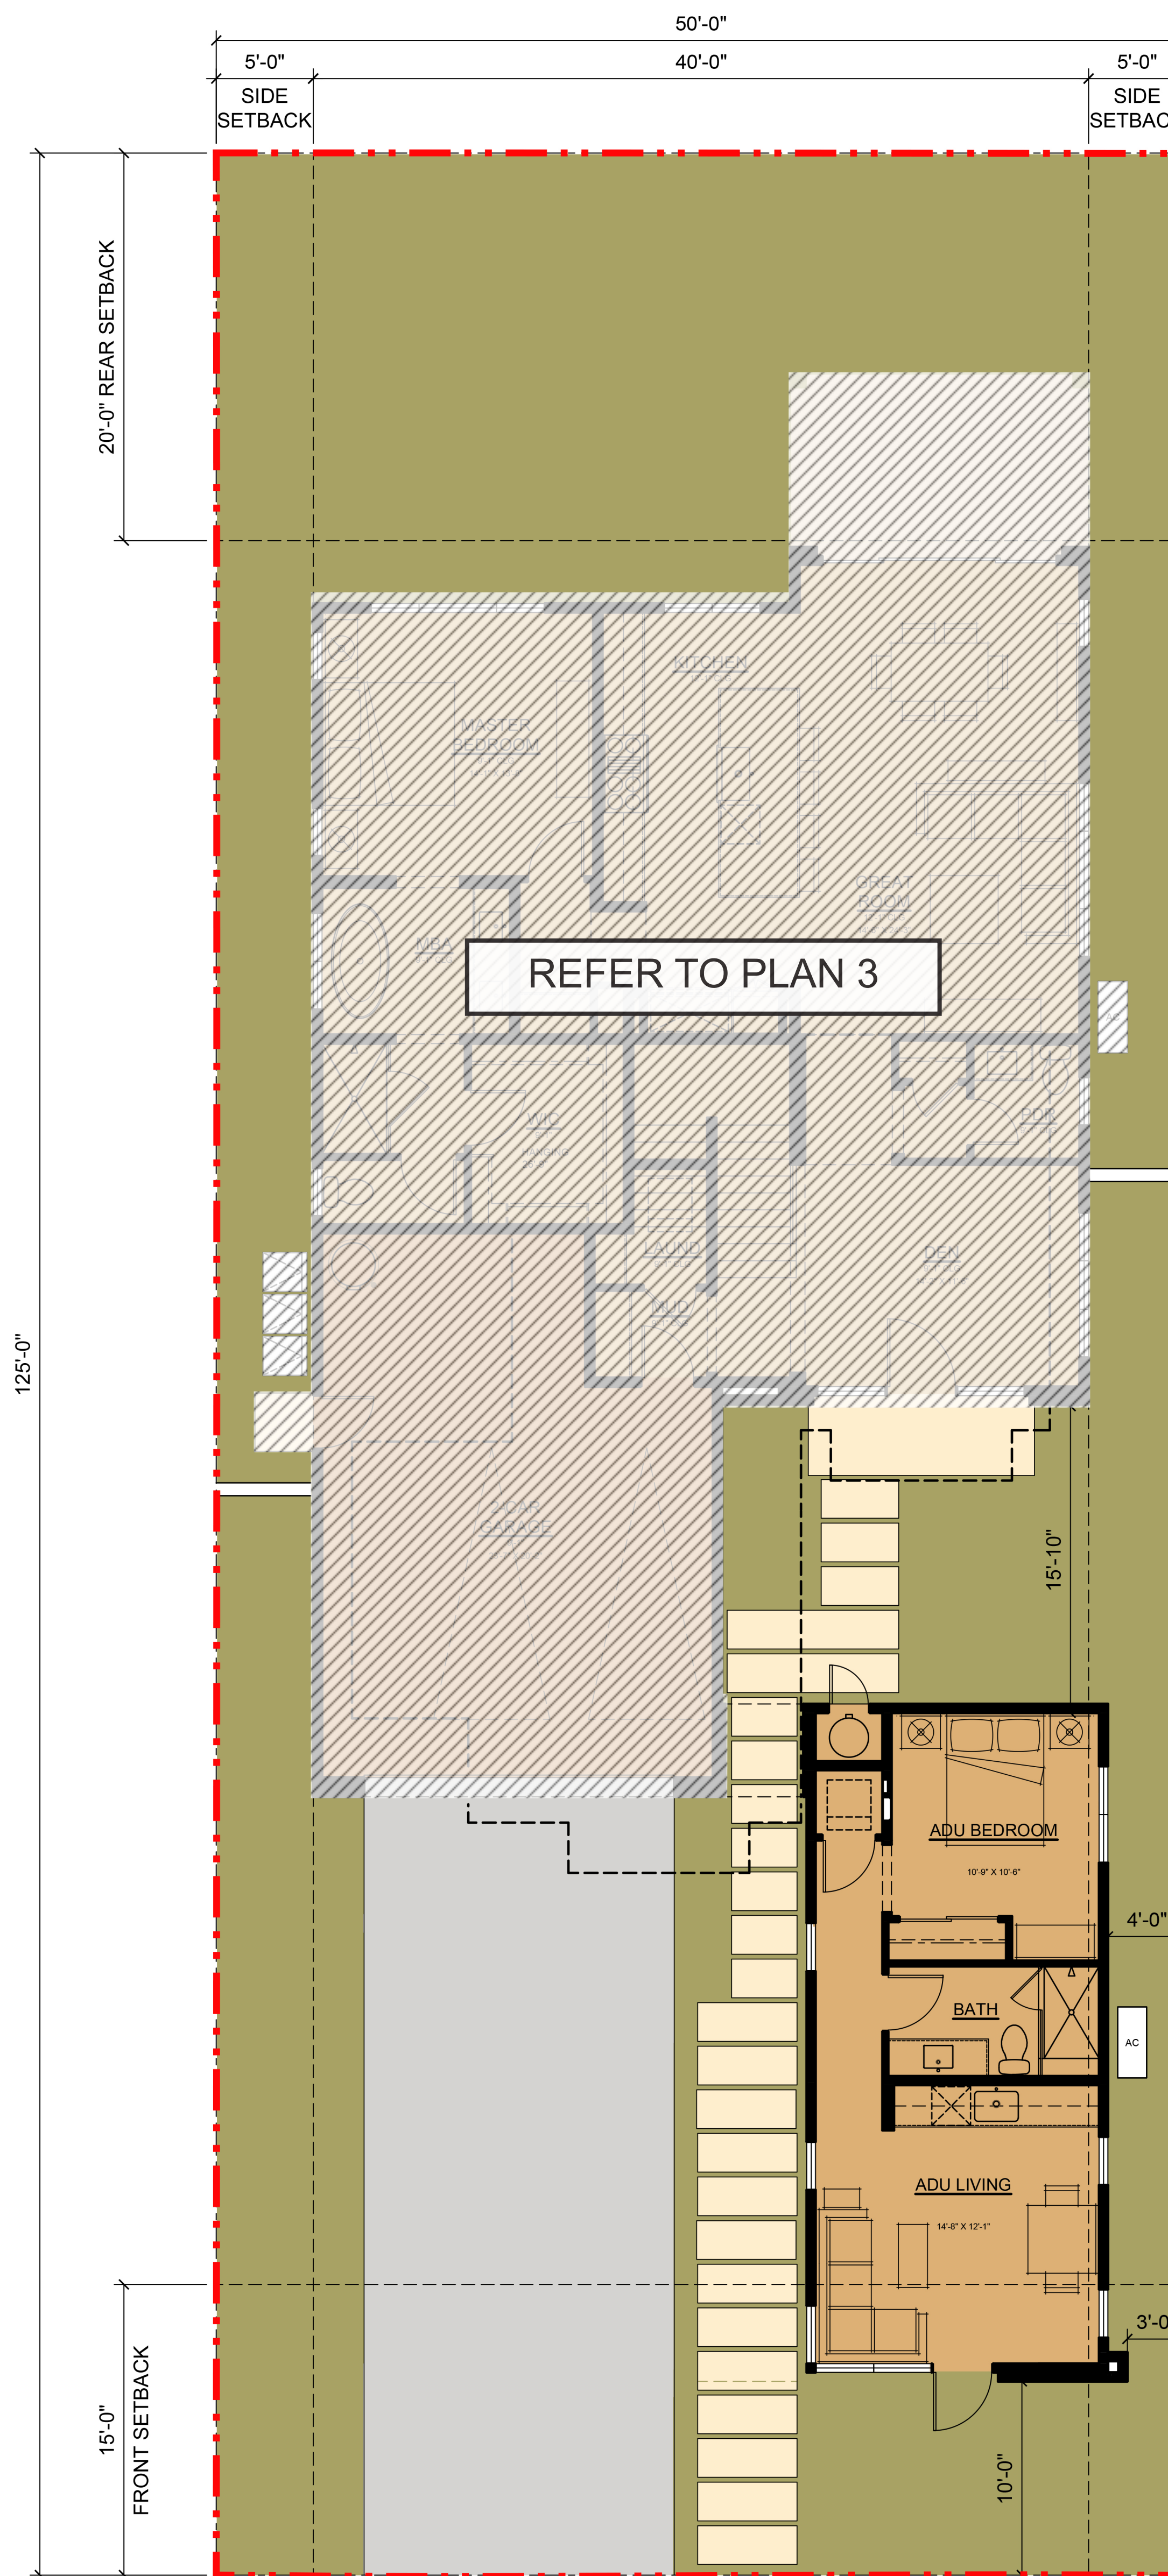 50'-0"
5'-0"
40'-0"
5'-0"
SIDE
SETBACK
SIDE
SETBAC
20'-0" REAR SETBACK
KITCHEN
MASTER
BEDROOM
GREAT
ROOM
MBA
REFER TO PLAN 3
AC
WIC
HANGING
PDR
LAUND
DEN
MUD
125'-0"
2-CAR
GARAGE
15'-10"
ADU BEDROOM
10'-9" X 10'-6"
4'-0"
BATH
AC
ADU LIVING
14'-8" X 12'-1"
3'-0
15'-0"
FRONT SETBACK
10'-0"